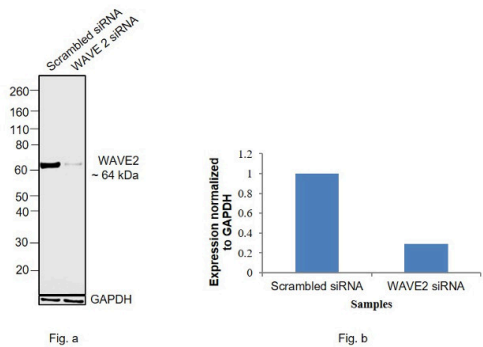 Scrambled siRNA
WAVE 2 siRNA
260
160
110
80
60
50
40
30
20
WAVE2
~ 64 kDa
GAPDH
Fig. a
Expression normalized
to GAPDH
1.2
1
0.8
0.6
0.4
0.2
0
Scrambled siRNA
WAVE2 siRNA
Samples
Fig. b